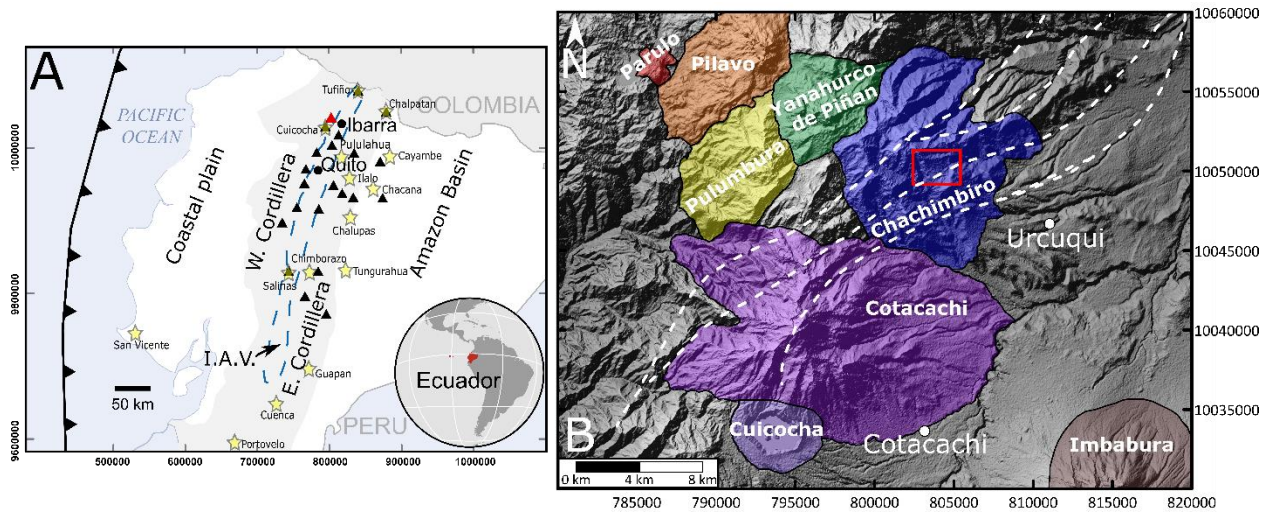 A
PACIFIC
OCEAN
Coastal plain
W. Cordillera
E. Cordillera
Amazon Basin
COLOMBIA
PERU
Tufiño
Chalpatan
Cuicocha
Ibarra
Pululahua
Cayambe
Quito
Ilalo
Chacana
Chalupas
Chimborazo
Tungurahua
Salinas
San Vicente
I.A.V.
Guapan
Cuenca
Portovelo
50 km
Ecuador
10000000
9800000
9600000
500000 600000 700000 800000 900000 1000000
B
N
Parulo
Pilavo
Yanahurco
de Piñan
Pulumbura
Chachimbiro
Urcuqui
Cotacachi
Cuicocha
Cotacachi
Imbabura
0 km 4 km 8 km
10060000
10055000
10050000
10045000
10040000
10035000
785000 790000 795000 800000 805000 810000 815000 820000